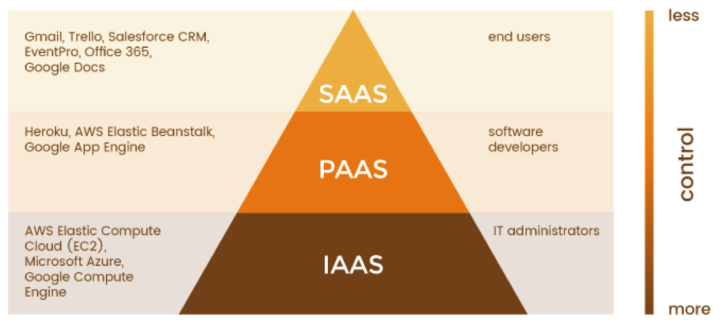 Gmail, Trello, Salesforce CRM,
EventPro, Office 365,
Google Docs
SAAS
end users
Heroku, AWS Elastic Beanstalk,
Google App Engine
PAAS
software
developers
AWS Elastic Compute
Cloud (EC2),
Microsoft Azure,
Google Compute
Engine
IAAS
IT administrators
less
control
more